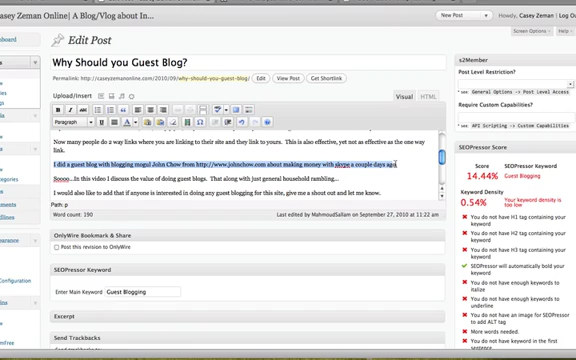 Casey Zeman Online| A Blog/Vlog about In...
New Post
Howdy, Casey Zeman
Log Ou
Screen Options
Help
Edit Post
Why Should you Guest Blog?
Permalink: http://caseyzemanonline.com/2010/09/why-should-you-guest-blog/
Edit
View Post
Get Shortlink
Upload/Insert
Visual
HTML
Paragraph
Now many people do 2 way links where you are linking to their site and they link to yours. This is also effective, yet not as effective as the one way
link.
I did a guest blog with blogging mogul John Chow from http://www.johnchow.com about making money with skype a couple days ago.
Soooo...In this video I discuss the value of doing guest blogs. That along with just general household rambling...
I would also like to add that if anyone is interested in doing any guest blogging for this site, give me a shout out and let me know.
Path: p
Word count: 190
Last edited by MahmoudSallam on September 27, 2010 at 11:22 am
OnlyWire Bookmark & Share
Post this revision to OnlyWire
SEOPressor Keyword
Enter Main Keyword
Guest Blogging
Excerpt
Send Trackbacks
s2Member
Post Level Restriction?
General Options -> Post Level Access
Require Custom Capabilities?
API Scripting -> Custom Capabilities
SEOPressor Score
Score
14.44%
SEOPressor Keyword
Guest Blogging
Keyword Density
0.54%
Your keyword density is
too low
You do not have H1 tag containing your
keyword
You do not have H2 tag containing your
keyword
You do not have H3 tag containing your
keyword
SEOPressor will automatically bold your
keyword
You do not have enough keywords to
italize
You do not have enough keywords to
underline
You do not have an image for SEOPressor
to add ALT tag
More words needed.
You do not have keyword in the first
sentence.